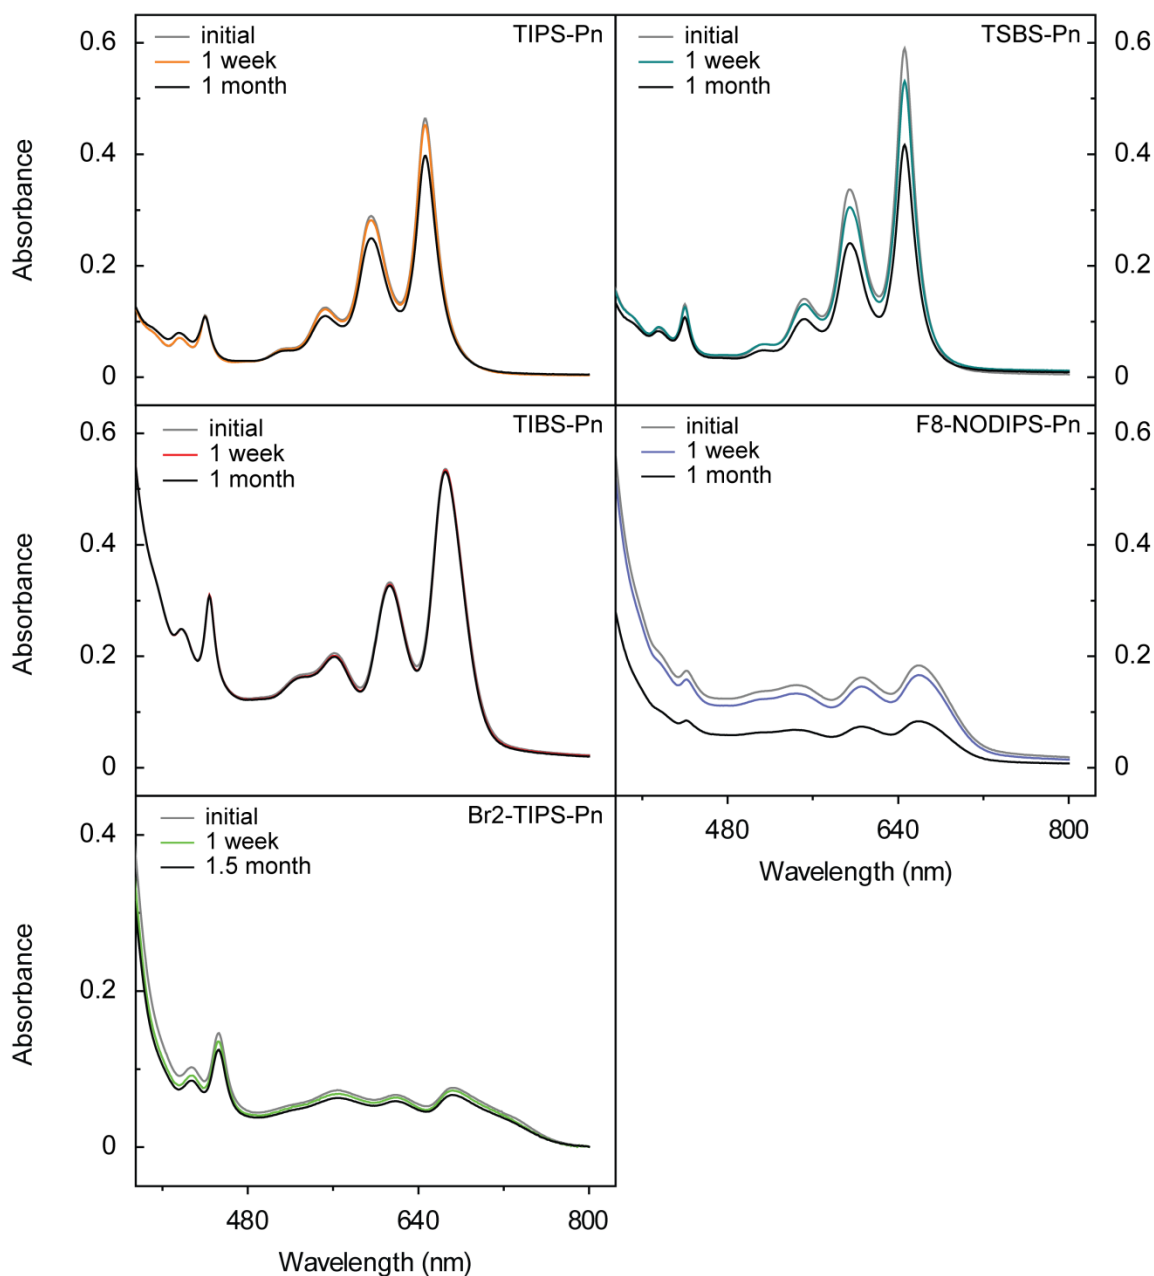 initial
1 week
1 month
TIPS-Pn
initial
1 week
1 month
TSBS-Pn
0.6
0.4
0.2
0
Absorbance
0.6
0.4
0.2
0
initial
1 week
1 month
TIBS-Pn
initial
1 week
1 month
F8-NODIPS-Pn
0.6
0.4
0.2
0
Absorbance
0.6
0.4
0.2
0
480
640
800
Wavelength (nm)
initial
1 week
1.5 month
Br2-TIPS-Pn
0.4
0.2
0
Absorbance
480
640
800
Wavelength (nm)